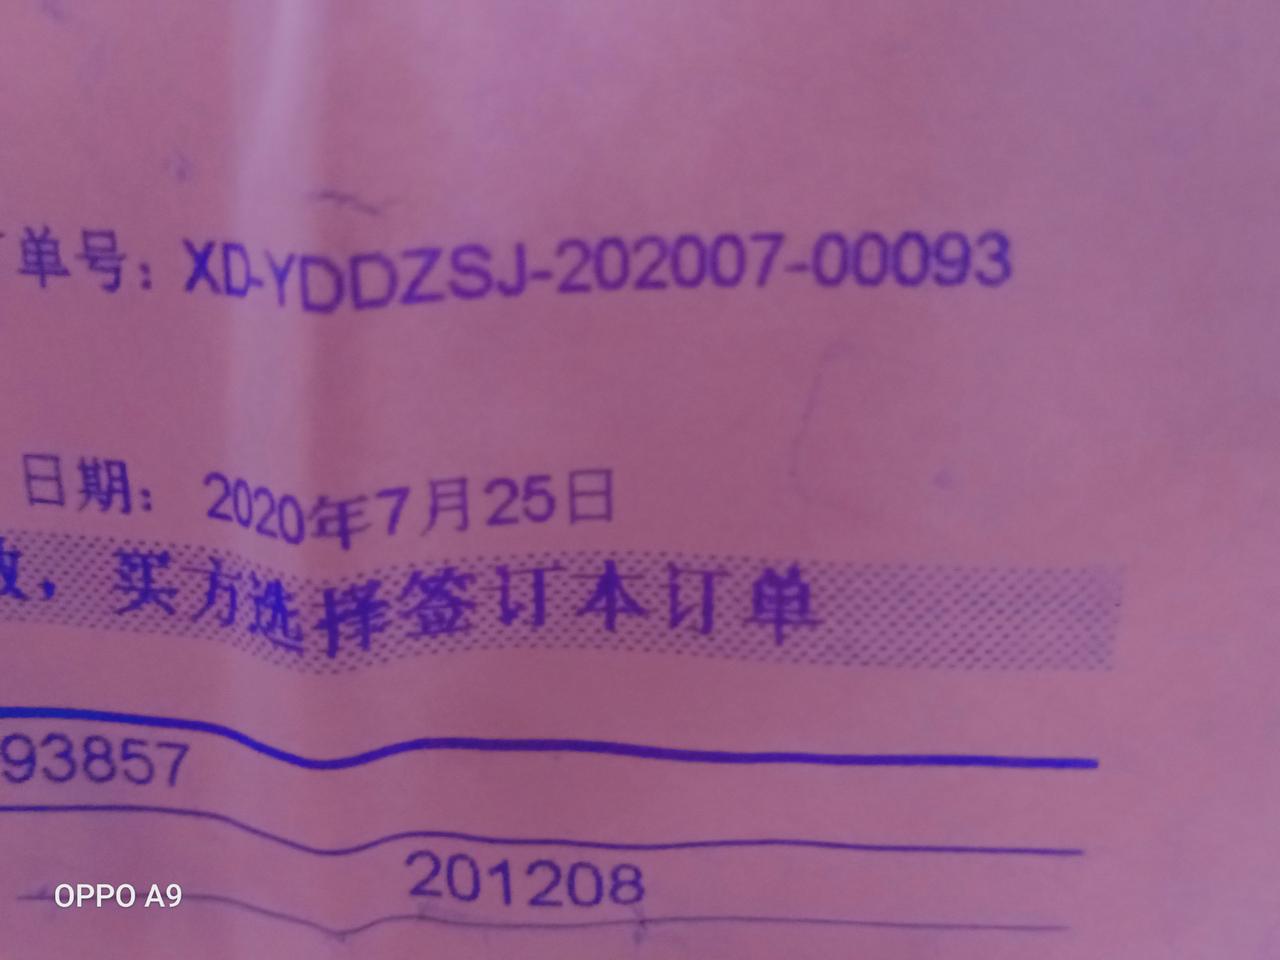 单号：XD-YDDZSJ-202007-00093
日期： 2020年7月25日
，买方选择签订本订单
93857
201208
OPPO A9